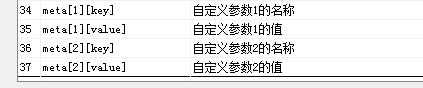 34 meta[1][key] 自定义参数1的名称
35 meta[1][value] 自定义参数1的值
36 meta[2][key] 自定义参数2的名称
37 meta[2][value] 自定义参数2的值